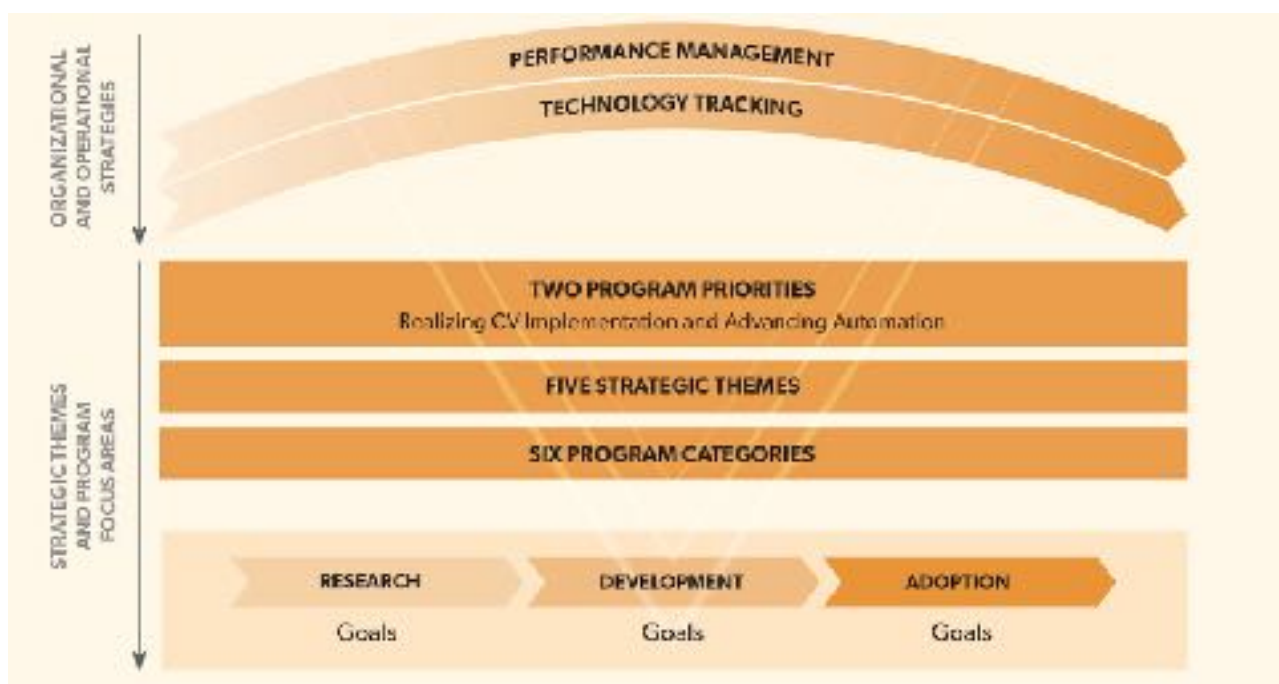 ORGANIZATIONAL
AND OPERATIONAL
STRATEGIES
PERFORMANCE MANAGEMENT
TECHNOLOGY TRACKING
STRATEGIC THEMES
AND PROGRAM
FOCUS AREAS
TWO PROGRAM PRIORITIES
Realizing CV Implementation and Advancing Automation
FIVE STRATEGIC THEMES
SIX PROGRAM CATEGORIES
RESEARCH
DEVELOPMENT
ADOPTION
Goals
Goals
Goals